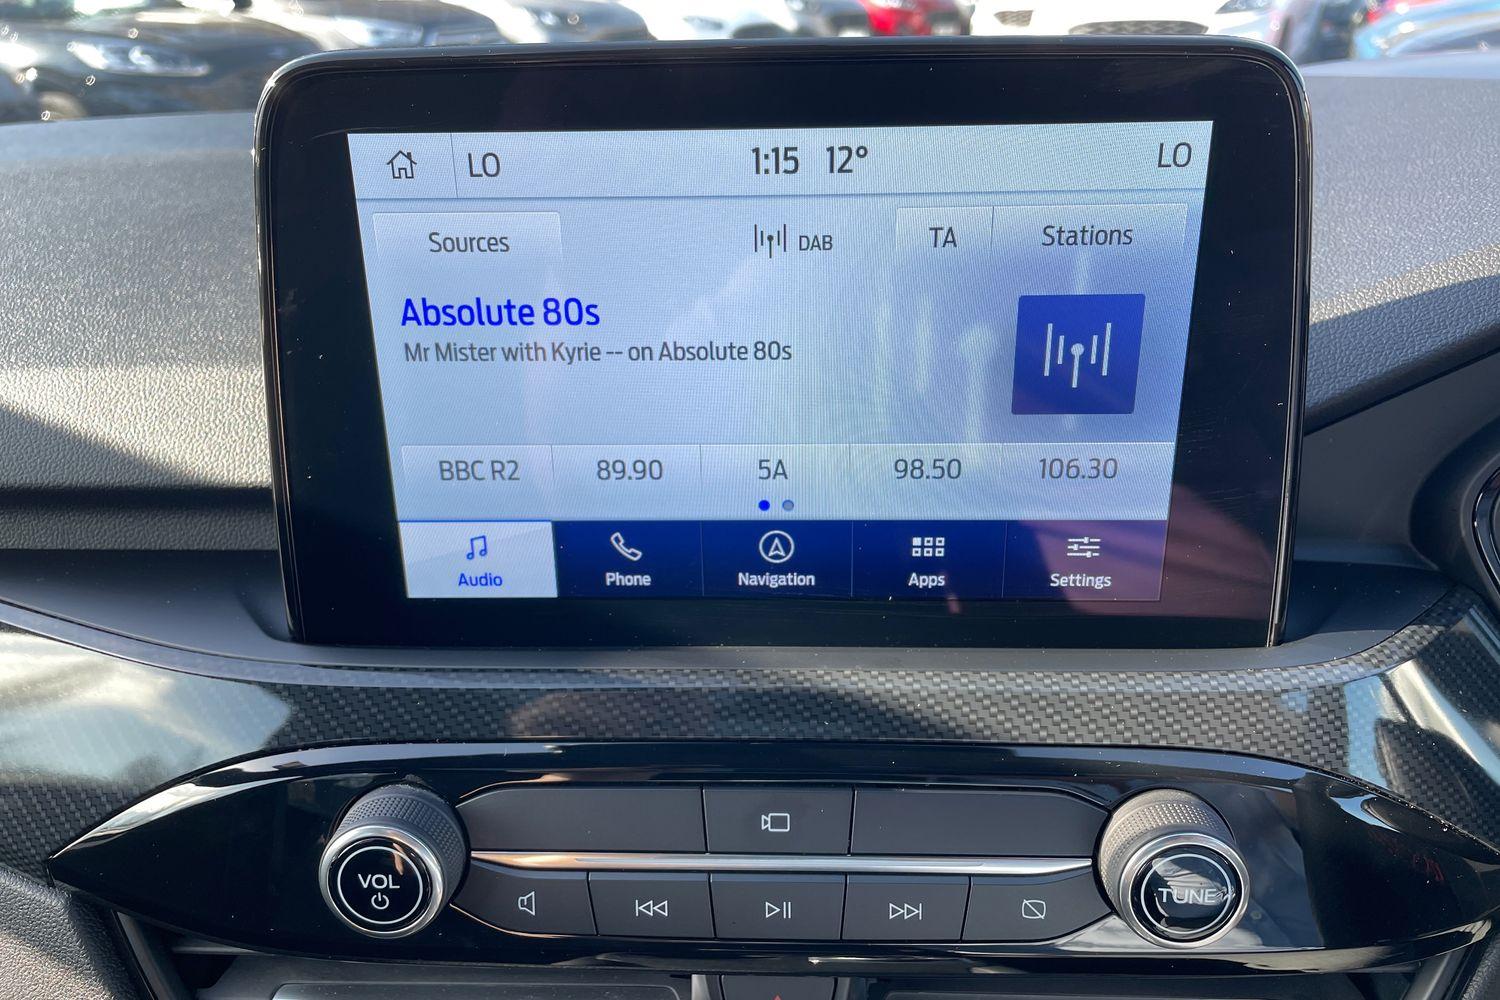 LO 1:15 12° LO
Sources DAB TA Stations
Absolute 80s
Mr Mister with Kyrie -- on Absolute 80s
BBC R2 89.90 5A 98.50 106.30
Audio Phone Navigation Apps Settings
VOL TUNE